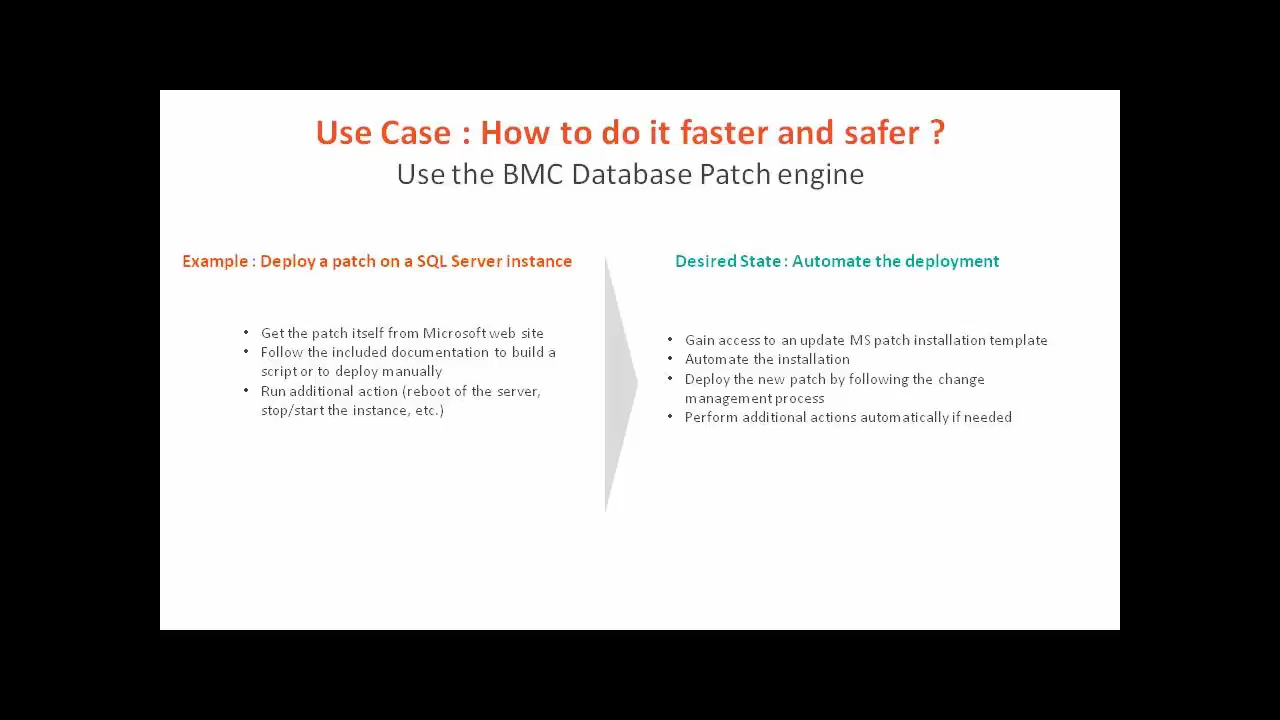 Use Case : How to do it faster and safer ?
Use the BMC Database Patch engine
Example : Deploy a patch on a SQL Server instance
• Get the patch itself from Microsoft web site
• Follow the included documentation to build a
script or to deploy manually
• Run additional action (reboot of the server,
stop/start the instance, etc.)
Desired State : Automate the deployment
• Gain access to an update MS patch installation template
• Automate the installation
• Deploy the new patch by following the change
management process
• Perform additional actions automatically if needed